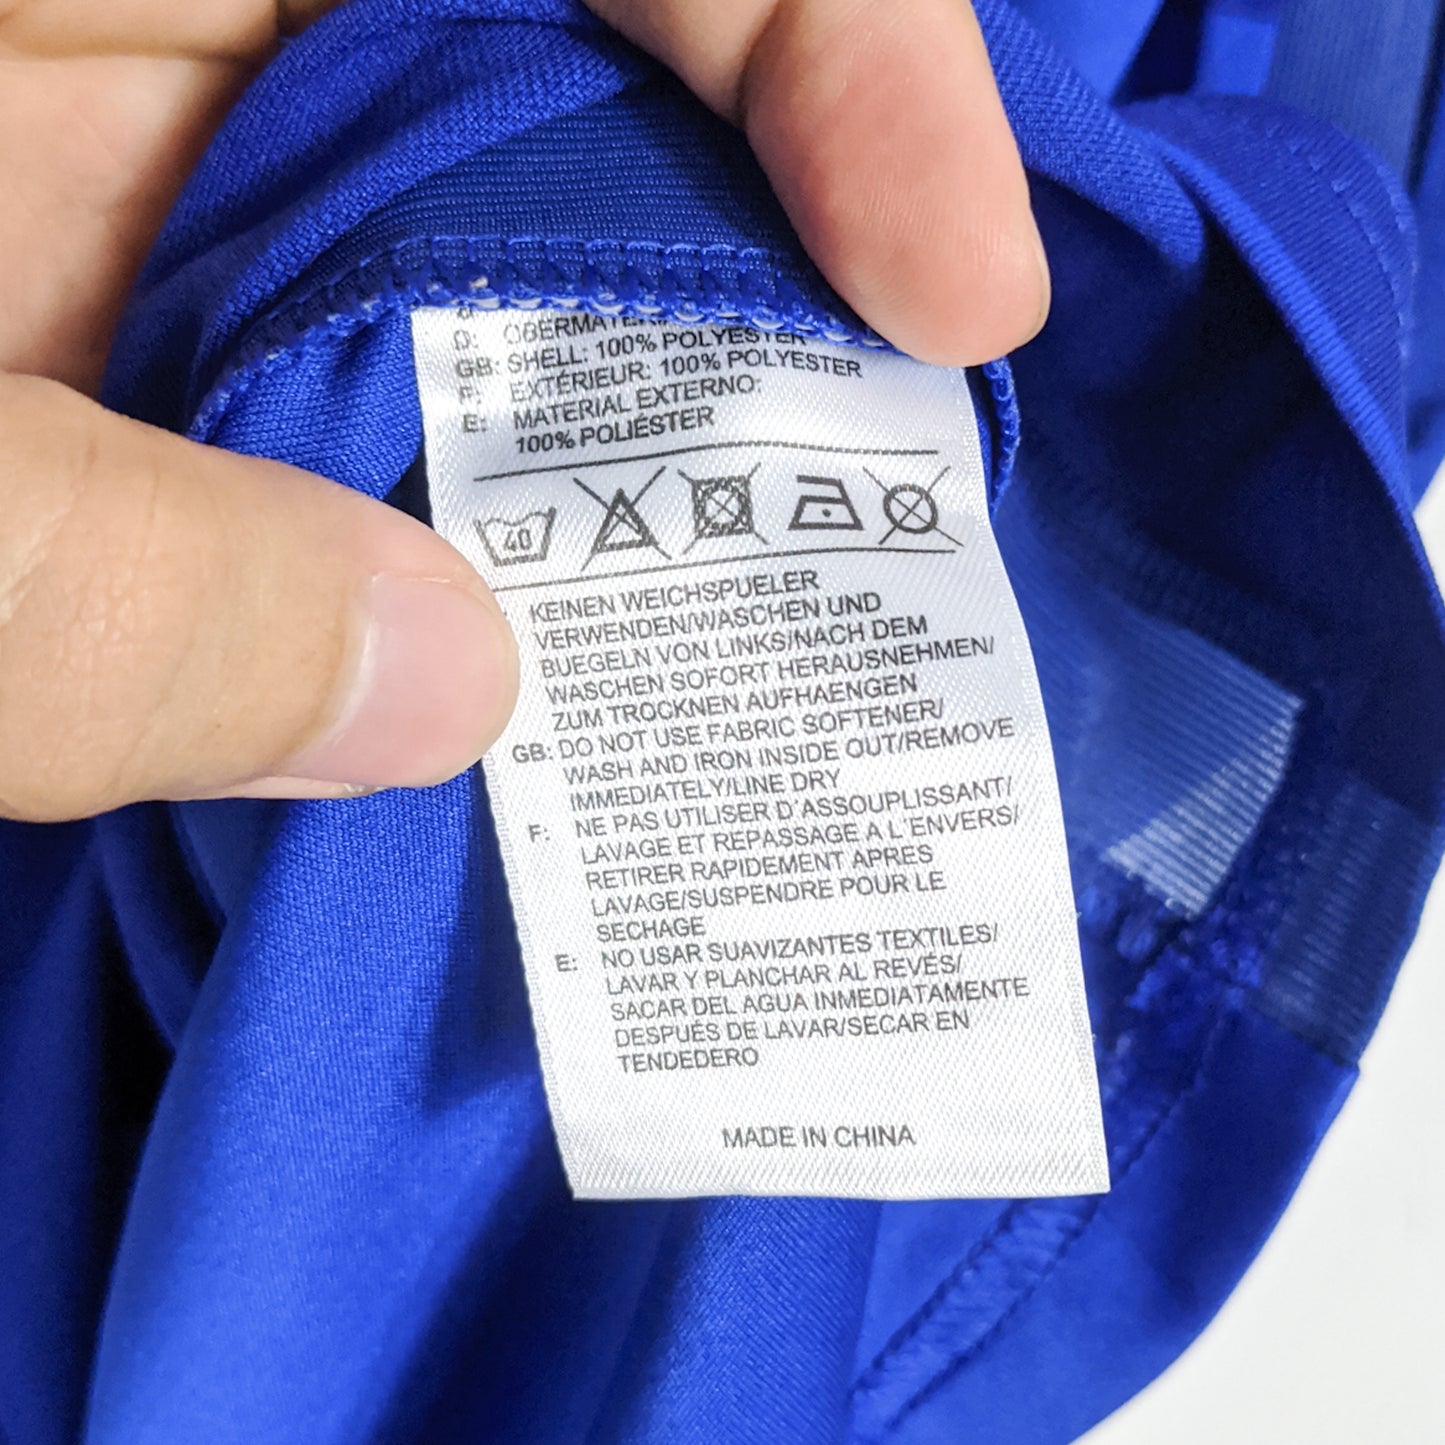 D: OBERMATERIAL
GB: SHELL: 100% POLYESTER
F: EXTÉRIEUR: 100% POLYESTER
E: MATERIAL EXTERNO:
100% POLIÉSTER
40
KEINEN WEICHSPUELER
VERWENDEN/WASCHEN UND
BUEGELN VON LINKS/NACH DEM
WASCHEN SOFORT HERAUSNEHMEN/
ZUM TROCKNEN AUFHAENGEN
GB: DO NOT USE FABRIC SOFTENER/
WASH AND IRON INSIDE OUT/REMOVE
IMMEDIATELY/LINE DRY
F: NE PAS UTILISER D´ASSOUPLISSANT/
LAVAGE ET REPASSAGE A L´ENVERS/
RETIRER RAPIDEMENT APRES
LAVAGE/SUSPENDRE POUR LE
SECHAGE
E: NO USAR SUAVIZANTES TEXTILES/
LAVAR Y PLANCHAR AL REVÉS/
SACAR DEL AGUA INMEDIATAMENTE
DESPUÉS DE LAVAR/SECAR EN
TENDEDERO
MADE IN CHINA